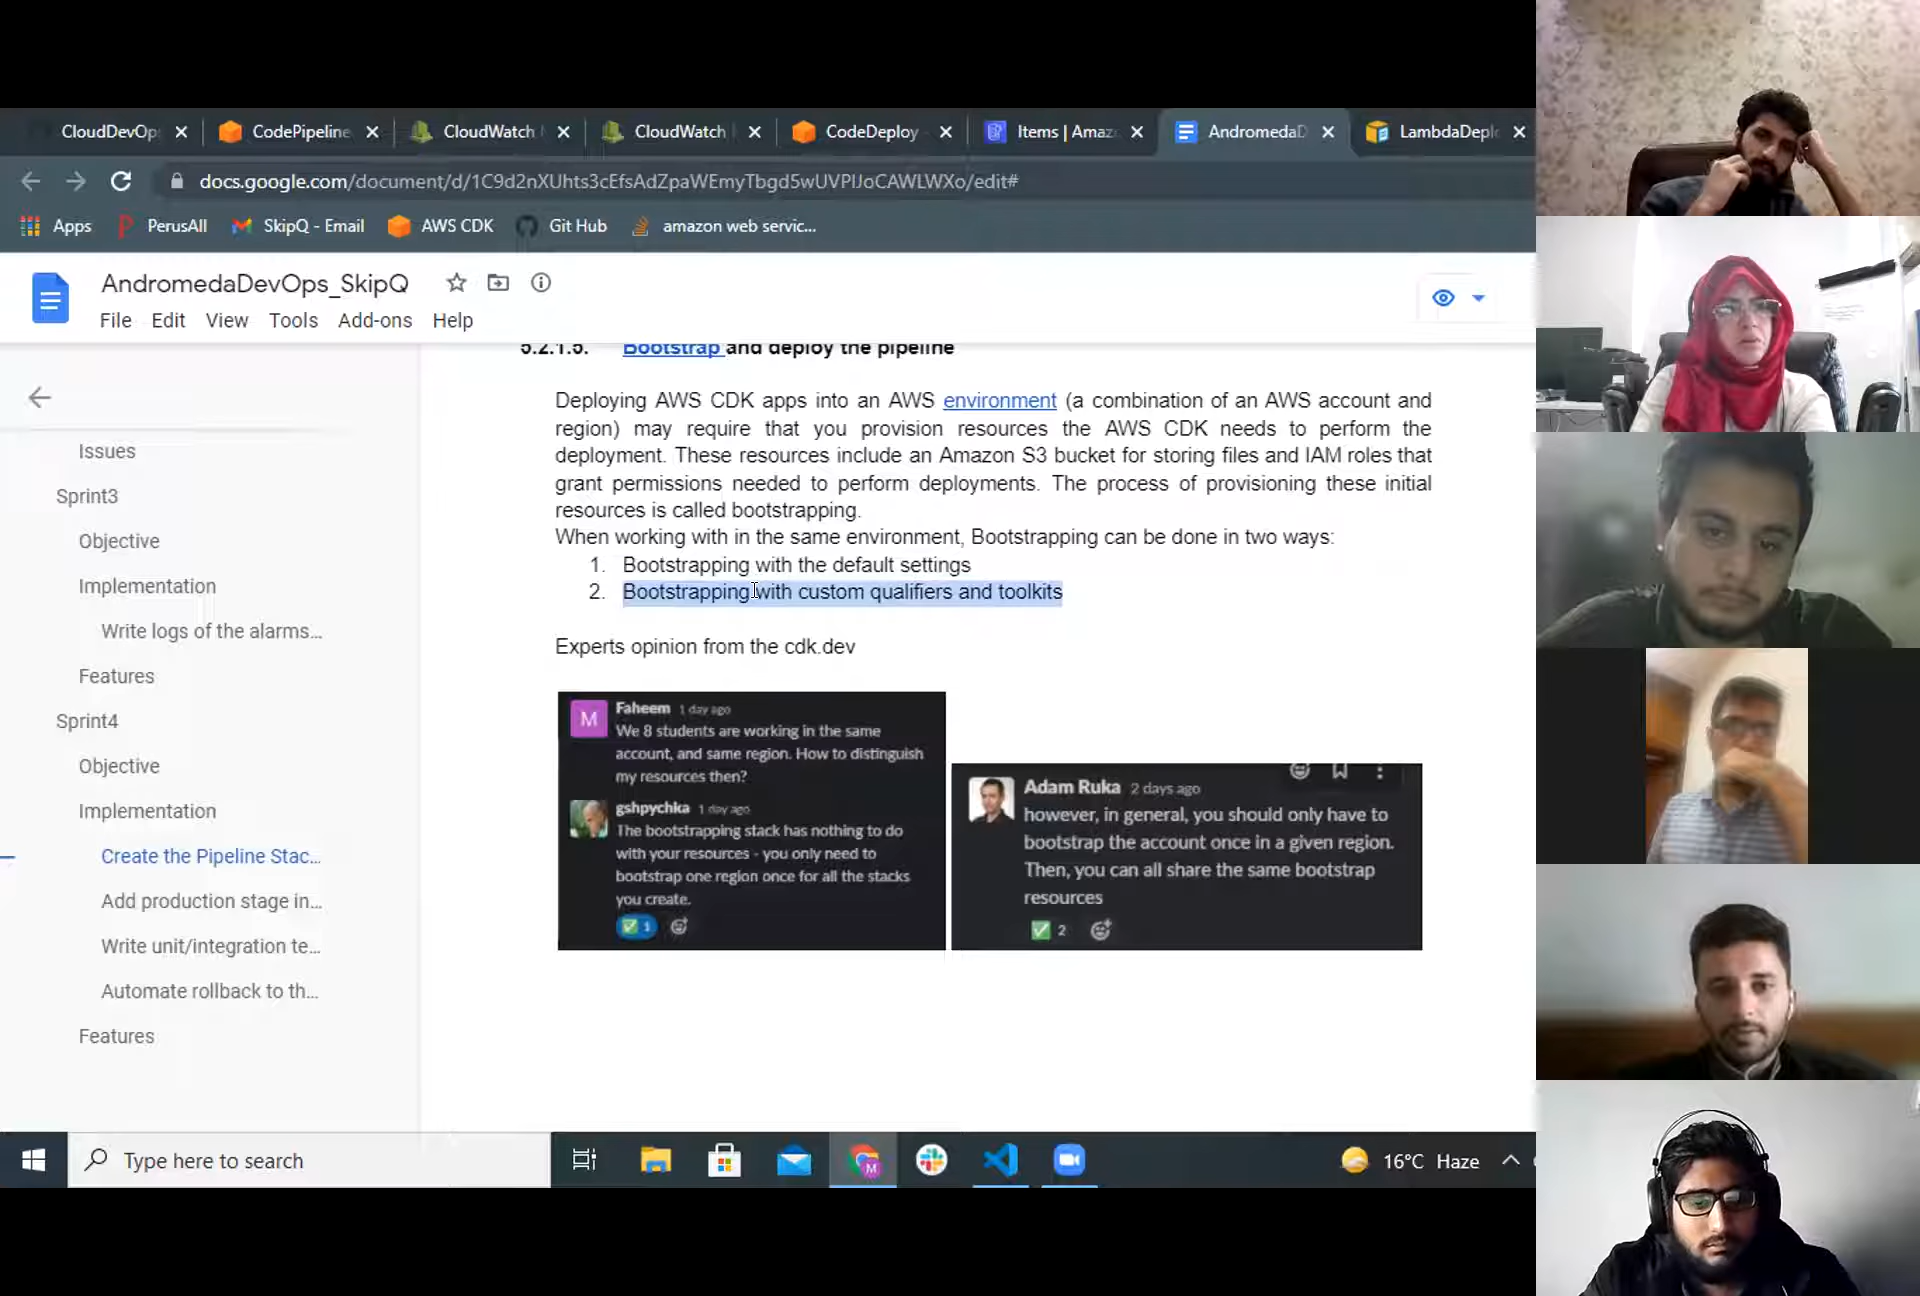 CloudDevOp
CodePipeline
CloudWatch
CloudWatch
CodeDeploy
Items | Amaz
AndromedaD
LambdaDepl
docs.google.com/document/d/1C9d2nXUhts3cEfsAdZpaWEmyTbgd5wUVPlJoCAWLWXo/edit#
Apps
PerusAll
SkipQ - Email
AWS CDK
Git Hub
amazon web servic...
AndromedaDevOps_SkipQ
File Edit View Tools Add-ons Help
Issues
Sprint3
Objective
Implementation
Write logs of the alarms...
Features
Sprint4
Objective
Implementation
Create the Pipeline Stac...
Add production stage in...
Write unit/integration te...
Automate rollback to th...
Features
5.2.1.5. Bootstrap and deploy the pipeline
Deploying AWS CDK apps into an AWS environment (a combination of an AWS account and
region) may require that you provision resources the AWS CDK needs to perform the
deployment. These resources include an Amazon S3 bucket for storing files and IAM roles that
grant permissions needed to perform deployments. The process of provisioning these initial
resources is called bootstrapping.
When working with in the same environment, Bootstrapping can be done in two ways:
1. Bootstrapping with the default settings
2. Bootstrapping with custom qualifiers and toolkits
Experts opinion from the cdk.dev
M
Faheem 1 day ago
We 8 students are working in the same
account, and same region. How to distinguish
my resources then?
gshpychka 1 day ago
The bootstrapping stack has nothing to do
with your resources - you only need to
bootstrap one region once for all the stacks
you create.
1
Adam Ruka 2 days ago
however, in general, you should only have to
bootstrap the account once in a given region.
Then, you can all share the same bootstrap
resources
2
Type here to search
M
16°C Haze